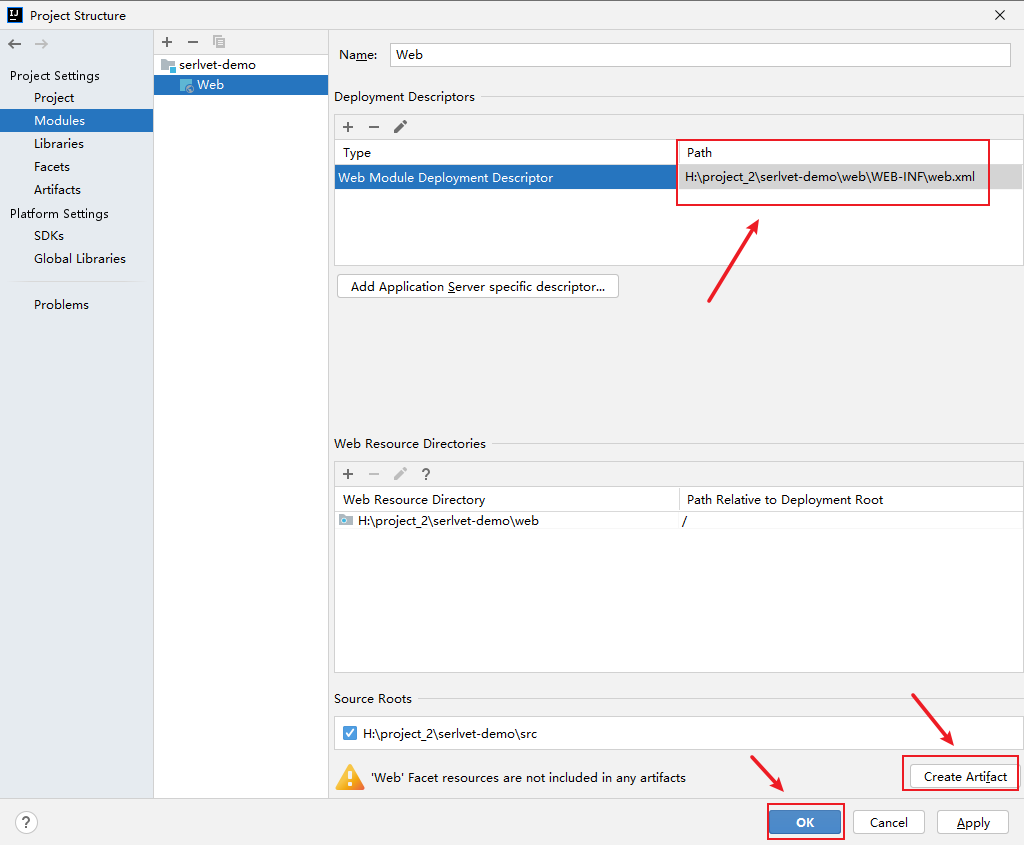 Project Structure
Project Settings
Project
Modules
Libraries
Facets
Artifacts
Platform Settings
SDKs
Global Libraries
Problems
serlvet-demo
Web
Name: Web
Deployment Descriptors
Type Path
Web Module Deployment Descriptor H:\project_2\serlvet-demo\web\WEB-INF\web.xml
Add Application Server specific descriptor...
Web Resource Directories
?
Web Resource Directory Path Relative to Deployment Root
H:\project_2\serlvet-demo\web /
Source Roots
H:\project_2\serlvet-demo\src
'Web' Facet resources are not included in any artifacts
Create Artifact
? OK Cancel Apply